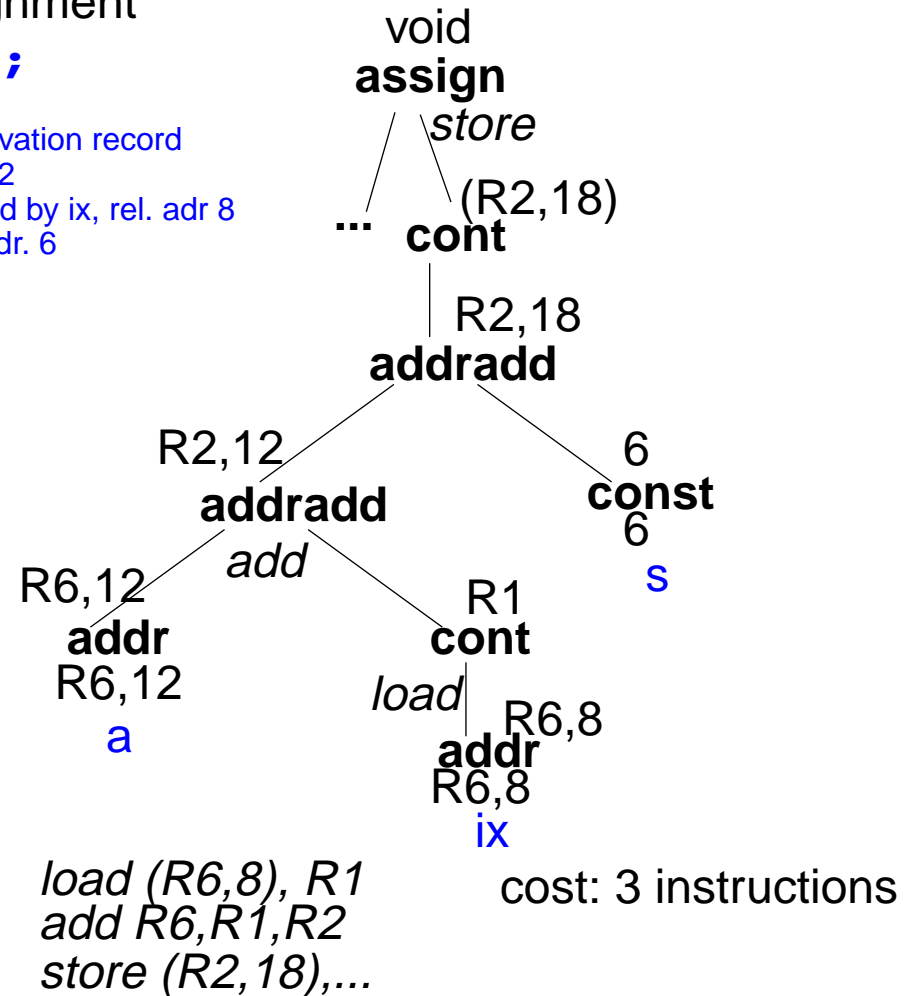 void
assign
;
store
vation record
2
d by ix, rel. adr 8
dr. 6
(R2,18)
... cont
R2,18
addradd
R2,12
6
addradd
const
6
add
s
R6,12
R1
addr
cont
R6,12
load
R6,8
a
addr
R6,8
ix
load (R6,8), R1
cost: 3 instructions
add R6,R1,R2
store (R2,18),...